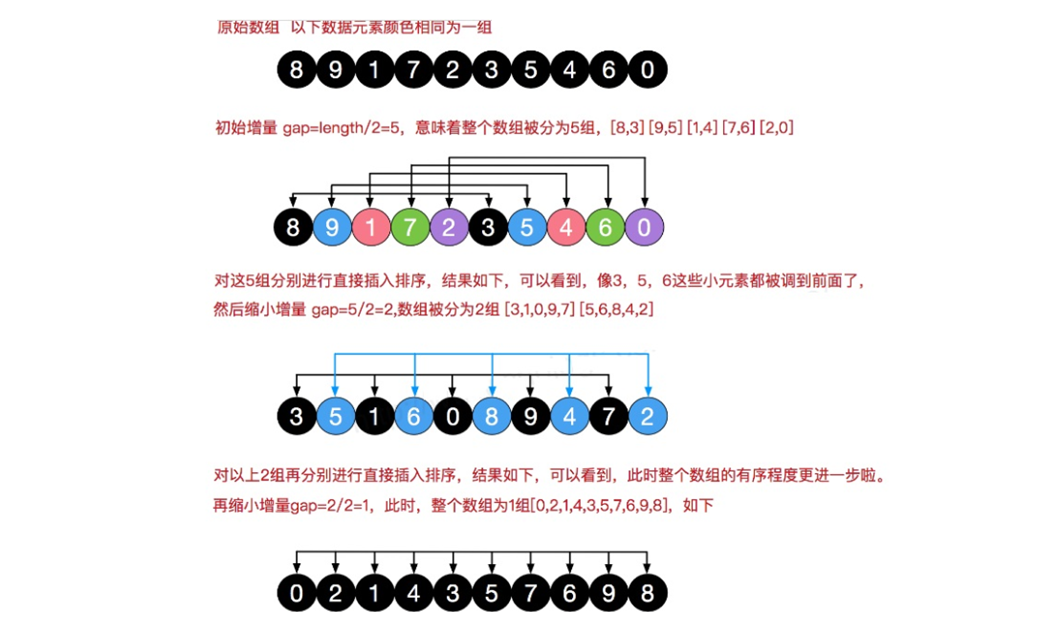 原始数组 以下数据元素颜色相同为一组
8 9 1 7 2 3 5 4 6 0
初始增量 gap=length/2=5，意味着整个数组被分为5组，[8,3][9,5][1,4][7,6][2,0]
8 9 1 7 2 3 5 4 6 0
对这5组分别进行直接插入排序，结果如下，可以看到，像3，5，6这些小元素都被调到前面了，
然后缩小增量 gap=5/2=2,数组被分为2组 [3,1,0,9,7][5,6,8,4,2]
3 5 1 6 0 8 9 4 7 2
对以上2组再分别进行直接插入排序，结果如下，可以看到，此时整个数组的有序程度更进一步啦。
再缩小增量gap=2/2=1，此时，整个数组为1组[0,2,1,4,3,5,7,6,9,8]，如下
0 2 1 4 3 5 7 6 9 8